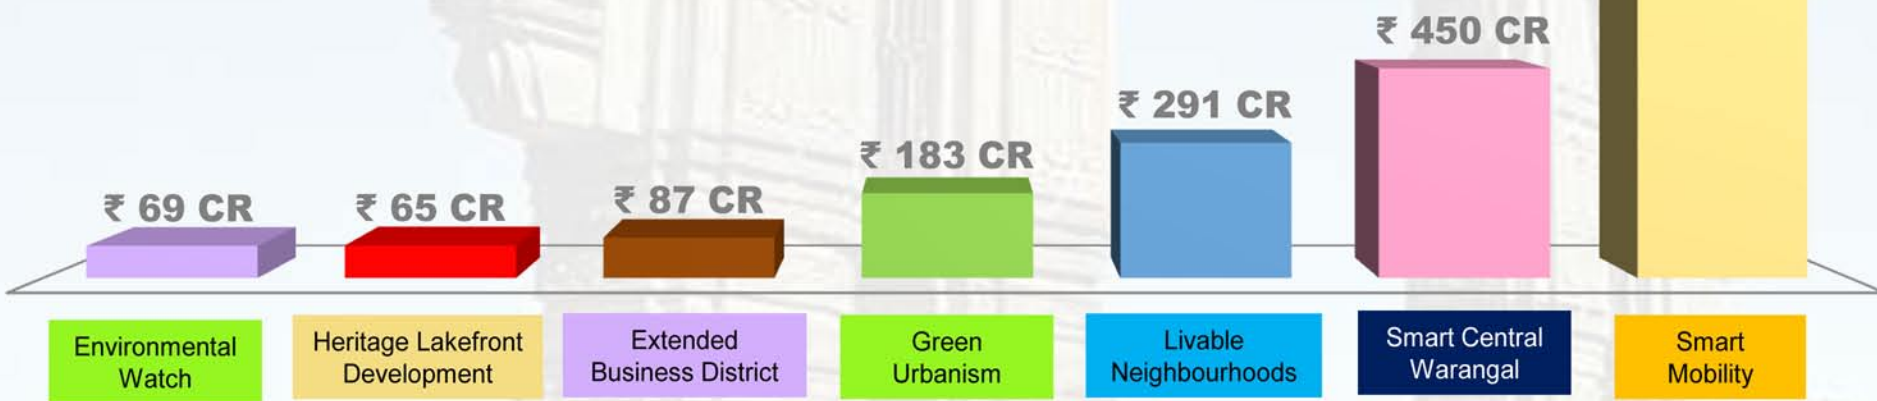 ₹ 450 CR
₹ 291 CR
₹ 183 CR
₹ 87 CR
₹ 69 CR
₹ 65 CR
Environmental
Watch
Heritage Lakefront
Development
Extended
Business District
Green
Urbanism
Livable
Neighbourhoods
Smart Central
Warangal
Smart
Mobility